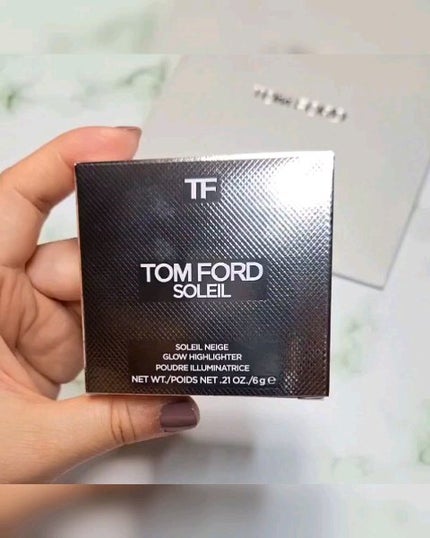 TF
TOM FORD
SOLEIL
SOLEIL NEIGE
GLOW HIGHLIGHTER
POUDRE ILLUMINATRICE
NET WT./POIDS NET .21 OZ./6g e